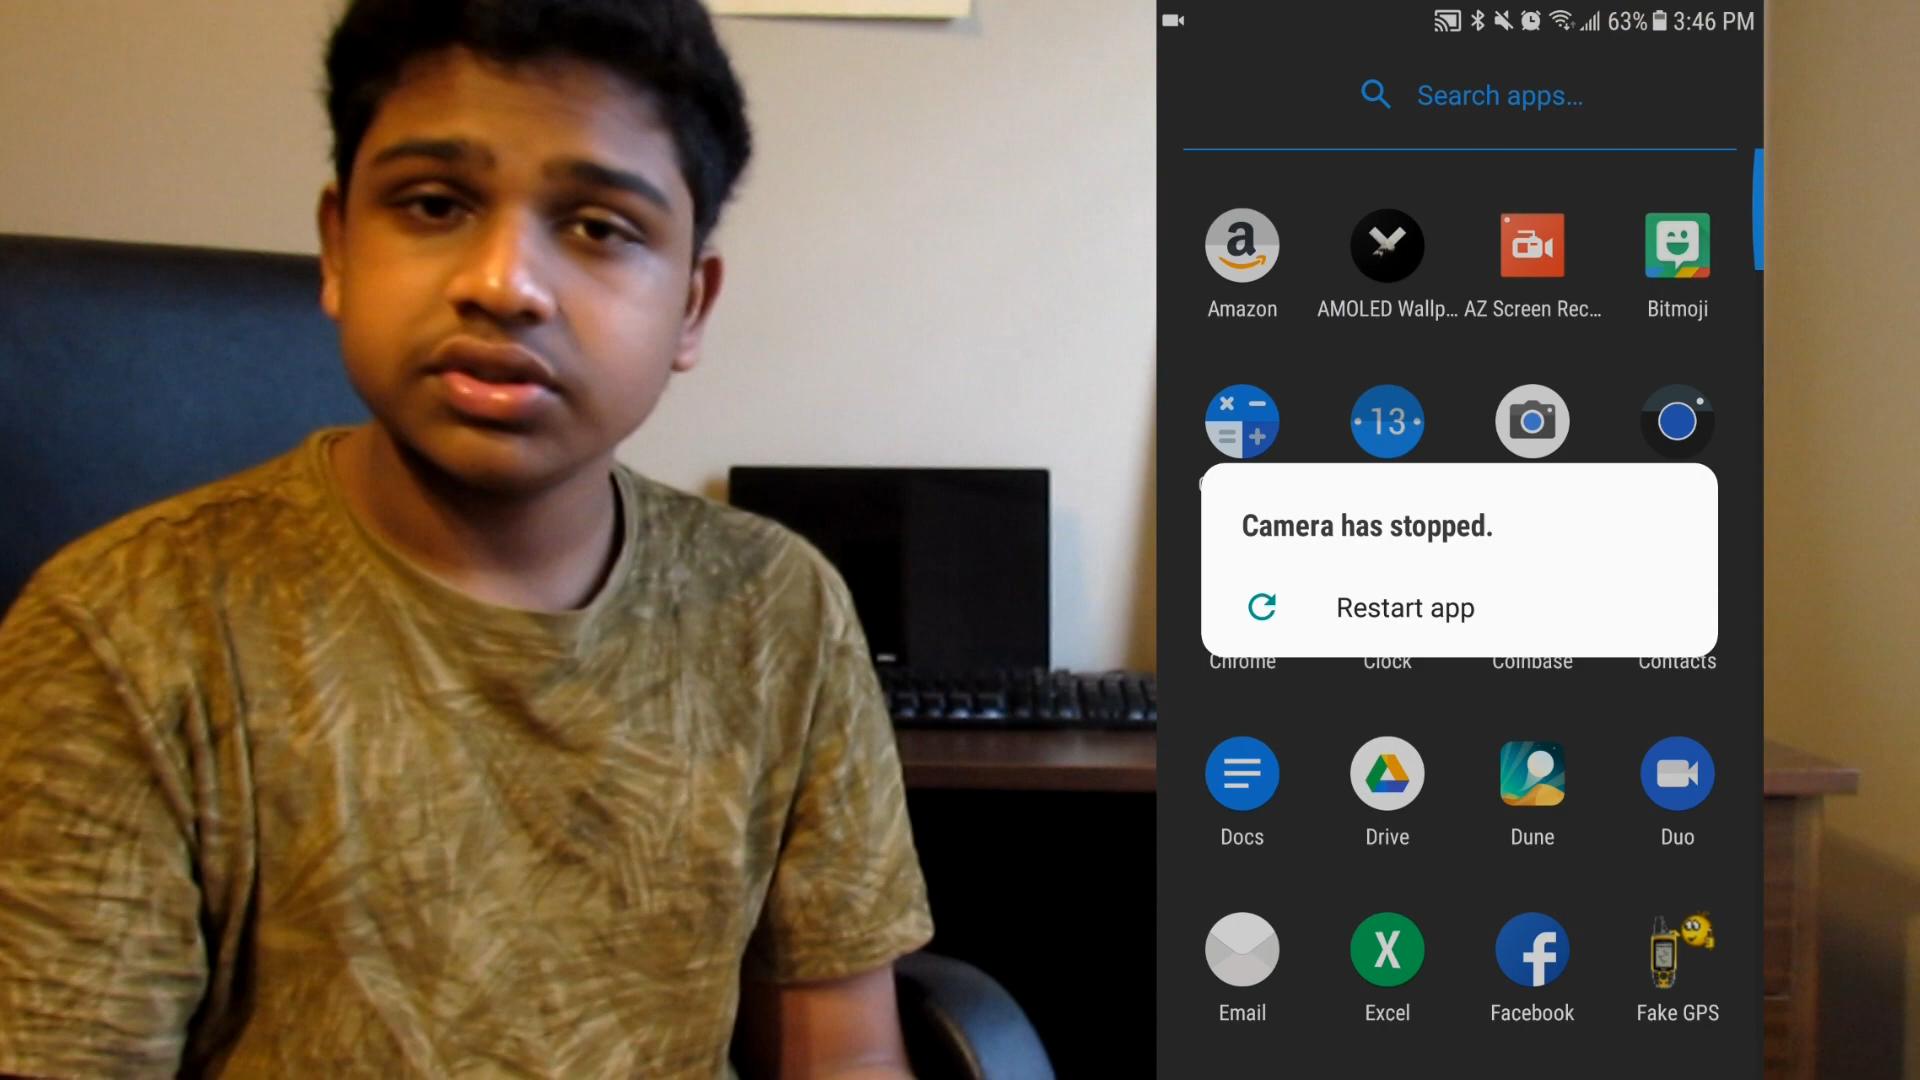 63% 3:46 PM
Search apps...
a
Amazon AMOLED Wallp... AZ Screen Rec... Bitmoji
13
Camera has stopped.
Restart app
Chrome Clock Coinbase Contacts
Docs Drive Dune Duo
X f
Email Excel Facebook Fake GPS